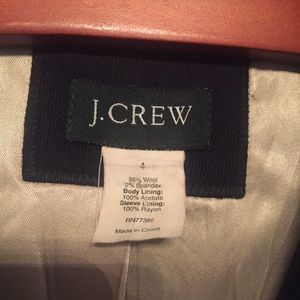 J.CREW
4
98% Wool
2% Spandex
Body Lining:
100% Acetate
Sleeve Lining:
100% Rayon
RN77388
Made in China